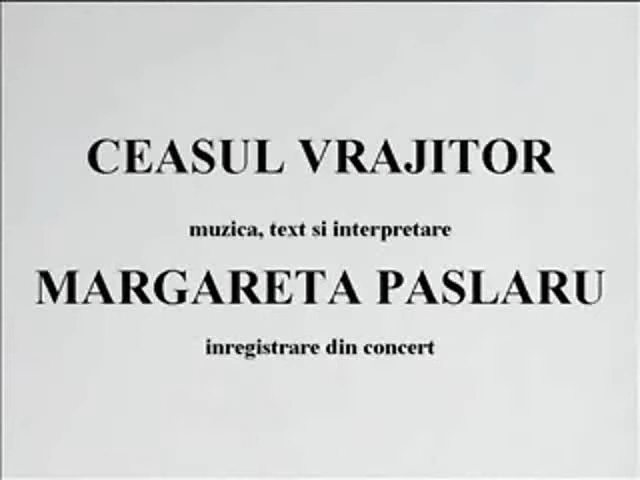 CEASUL VRAJITOR
muzica, text si interpretare
MARGARETA PASLARU
inregistrare din concert